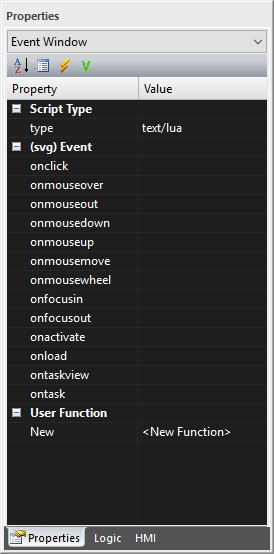 Properties
Event Window
A Z V
Property Value
Script Type
type text/lua
(svg) Event
onclick
onmouseover
onmouseout
onmousedown
onmouseup
onmousemove
onmousewheel
onfocusin
onfocusout
onactivate
onload
ontaskview
ontask
User Function
New <New Function>
Properties Logic HMI